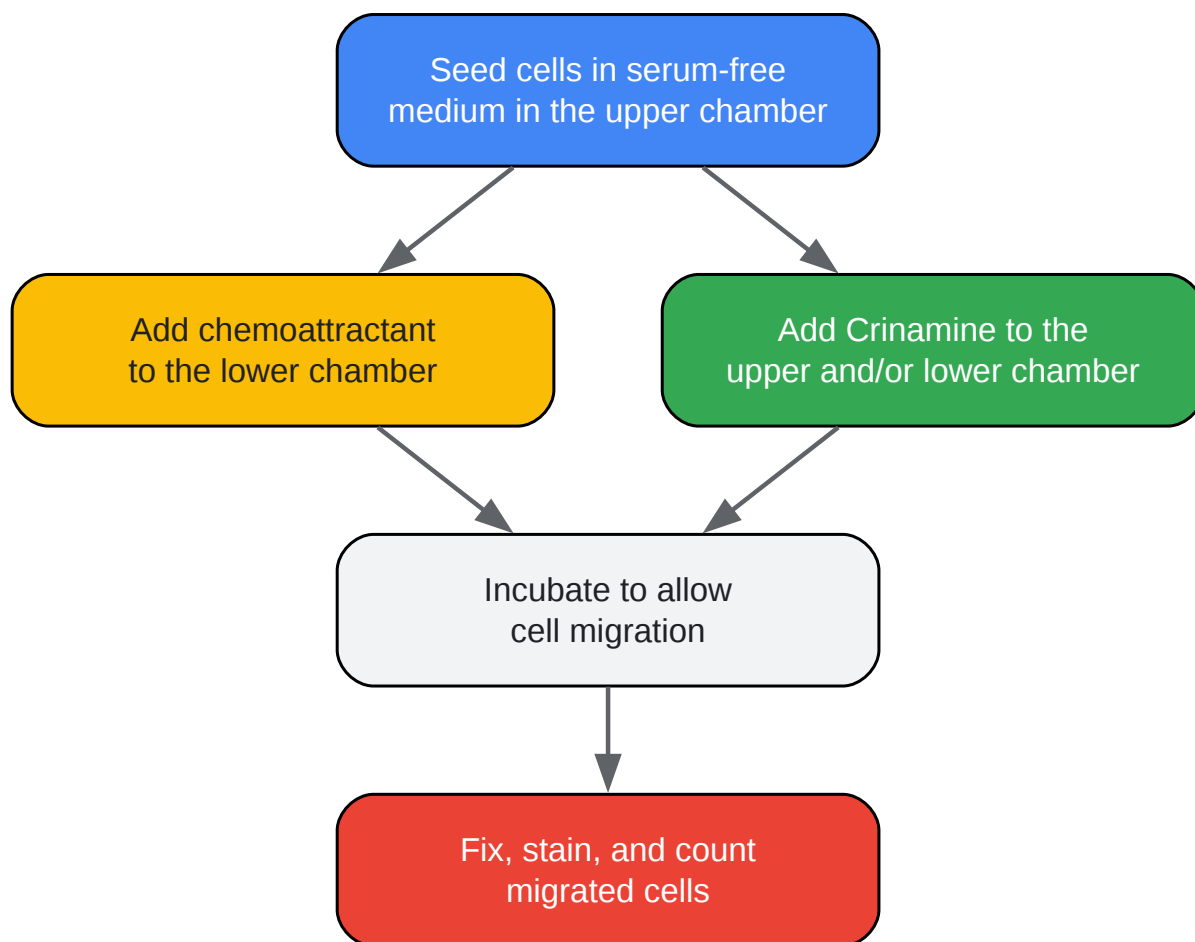 Seed cells in serum-free
medium in the upper chamber
Add chemoattractant
to the lower chamber
Add Crinamine to the
upper and/or lower chamber
Incubate to allow
cell migration
Fix, stain, and count
migrated cells